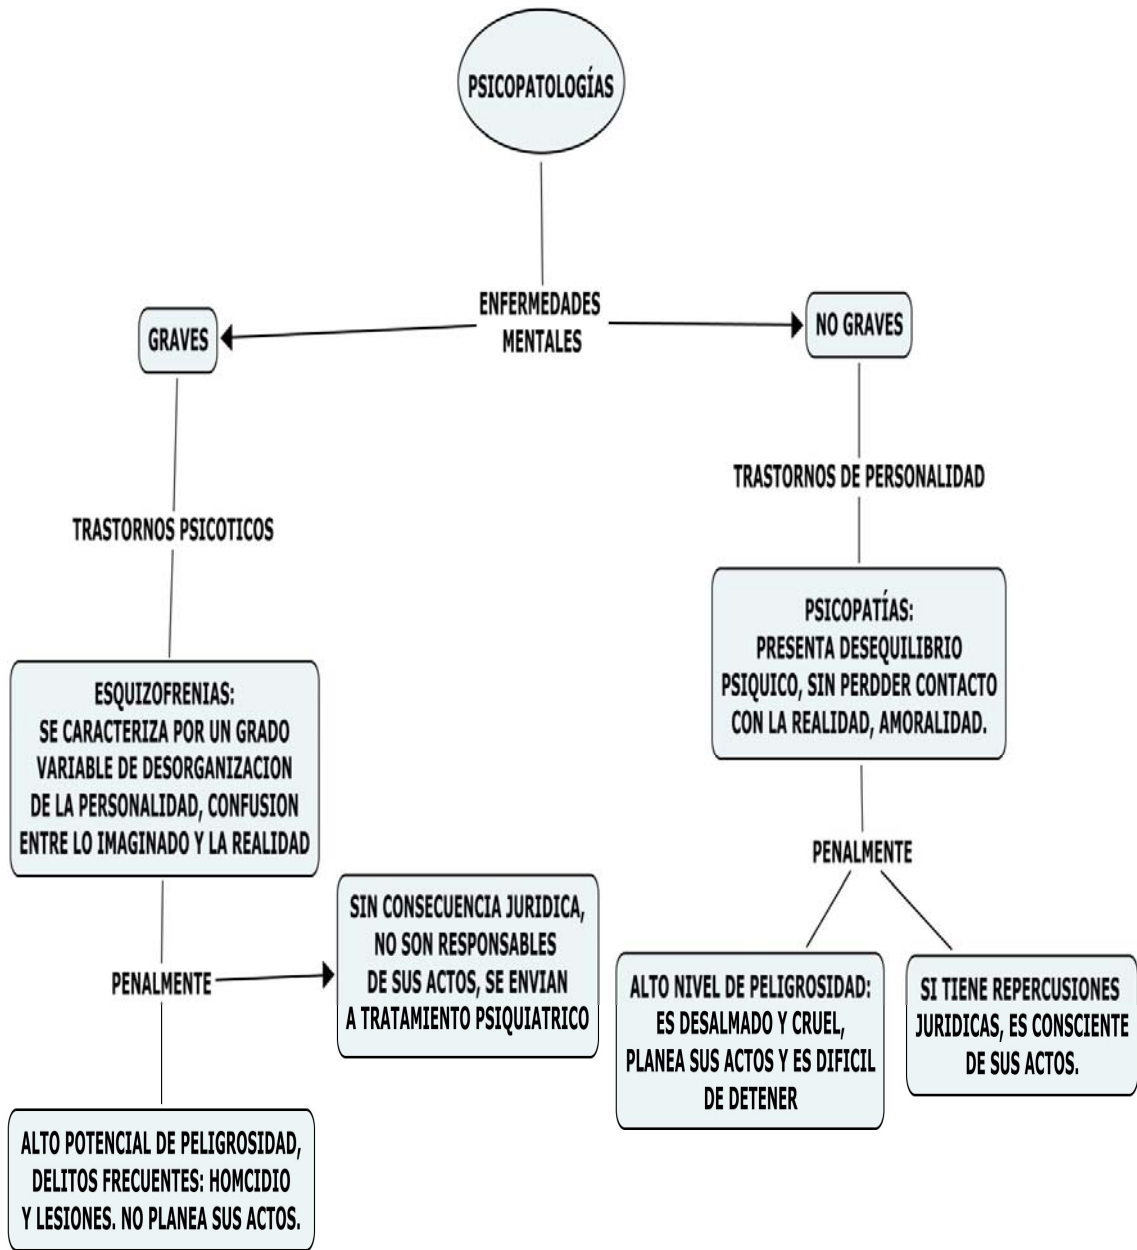 PSICOPATOLOGÍAS
ENFERMEDADES
MENTALES
GRAVES
NO GRAVES
TRASTORNOS PSICOTICOS
TRASTORNOS DE PERSONALIDAD
ESQUIZOFRENIAS:
SE CARACTERIZA POR UN GRADO
VARIABLE DE DESORGANIZACION
DE LA PERSONALIDAD, CONFUSION
ENTRE LO IMAGINADO Y LA REALIDAD
PSICOPATÍAS:
PRESENTA DESEQUILIBRIO
PSIQUICO, SIN PERDDER CONTACTO
CON LA REALIDAD, AMORALIDAD.
PENALMENTE
SIN CONSECUENCIA JURIDICA,
NO SON RESPONSABLES
DE SUS ACTOS, SE ENVIAN
A TRATAMIENTO PSIQUIATRICO
ALTO POTENCIAL DE PELIGROSIDAD,
DELITOS FRECUENTES: HOMCIDIO
Y LESIONES. NO PLANEA SUS ACTOS.
PENALMENTE
ALTO NIVEL DE PELIGROSIDAD:
ES DESALMADO Y CRUEL,
PLANEA SUS ACTOS Y ES DIFICIL
DE DETENER
SI TIENE REPERCUSIONES
JURIDICAS, ES CONSCIENTE
DE SUS ACTOS.